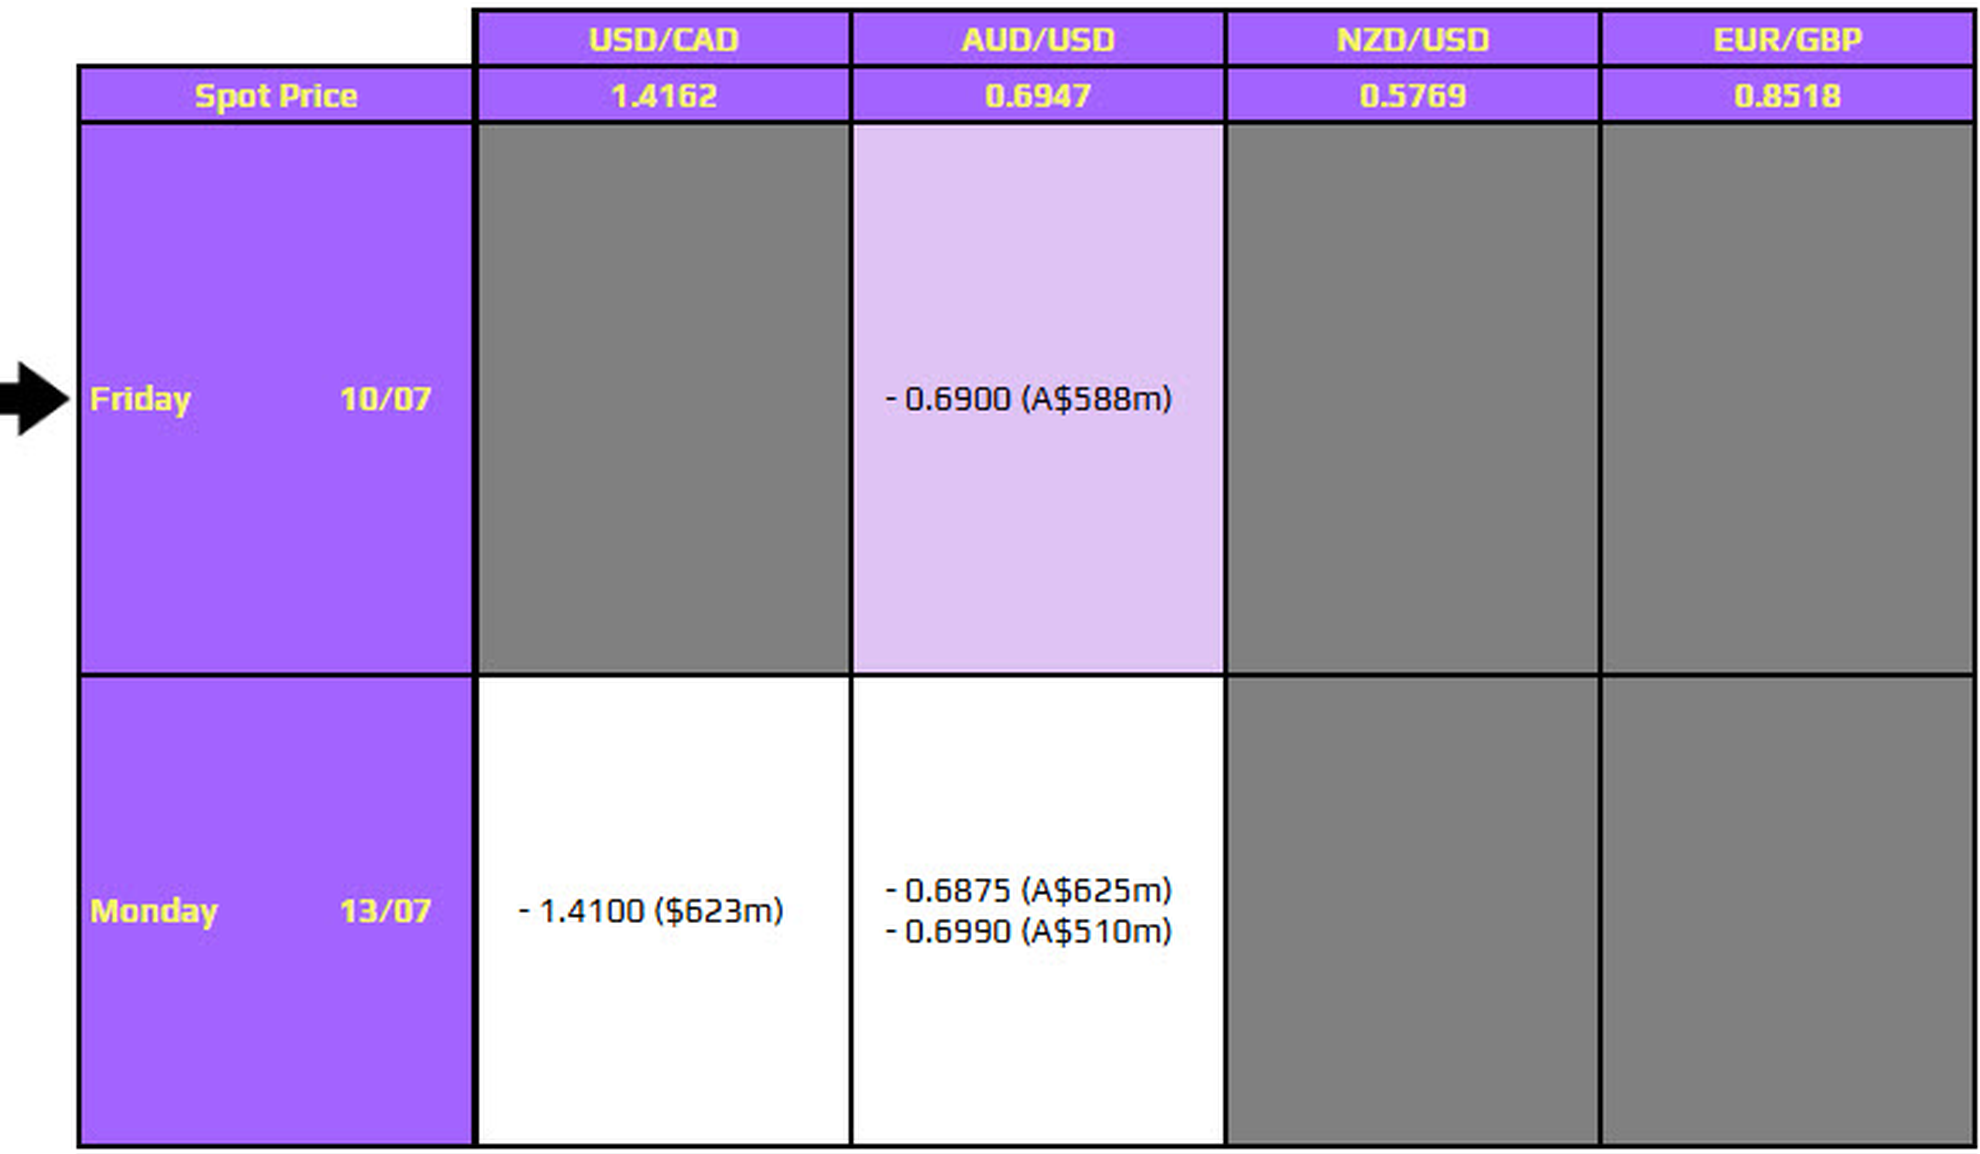 USD/CAD AUD/USD NZD/USD EUR/GBP
Spot Price 1.4162 0.6947 0.5769 0.8518
Friday 10/07 - 0.6900 (A$588m)
Monday 13/07 - 1.4100 ($623m) - 0.6875 (A$625m)
- 0.6990 (A$510m)